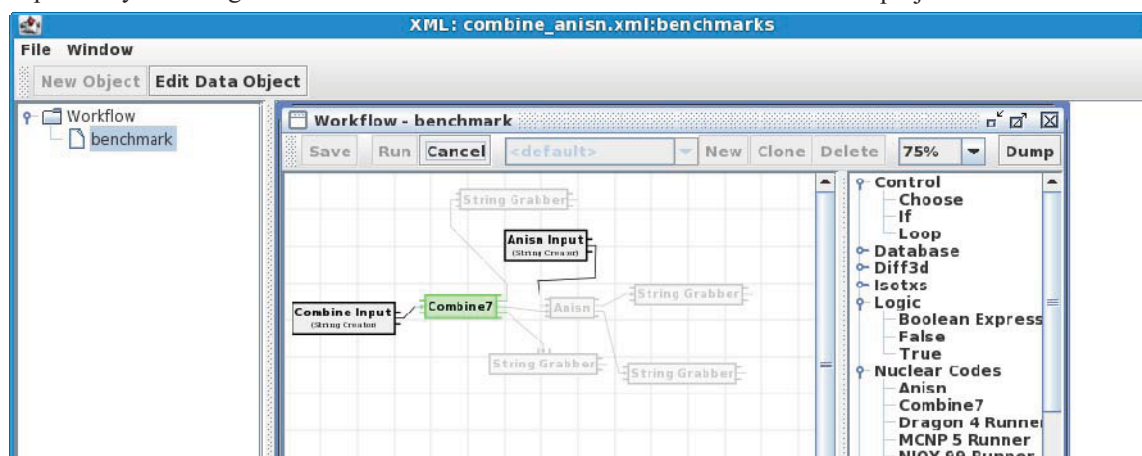 XML: combine_anisn.xml:benchmarks
File Window
New Object Edit Data Object
Workflow
benchmark
Workflow - benchmark
Save Run Cancel <default> New Clone Delete 75% Dump
String Grabber
Anisn Input
(String Creator)
Combine Input
(String Creator)
Combine7
Anisn
String Grabber
String Grabber
String Grabber
Control
Choose
If
Loop
Database
Diff3d
Isotxs
Logic
Boolean Express
False
True
Nuclear Codes
Anisn
Combine7
Dragon 4 Runner
MCNP 5 Runner